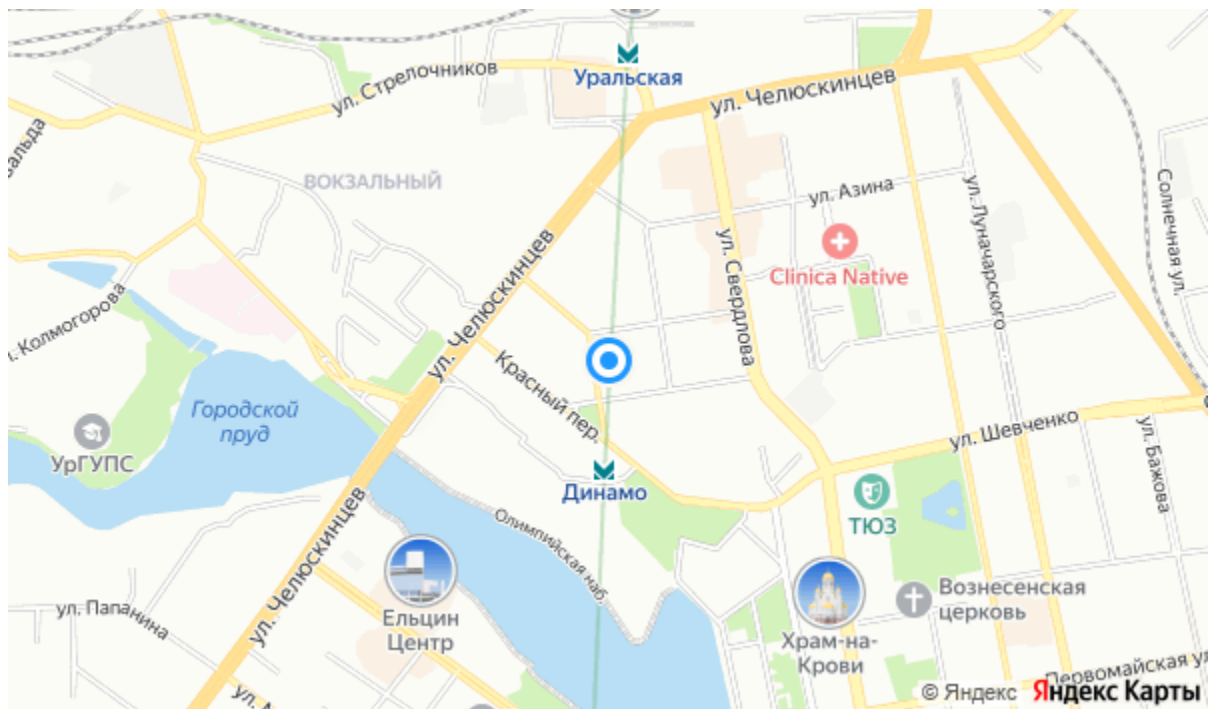 Уральская
ул. Стрелочников
ул. Челюскинцев
ВОКЗАЛЬНЫЙ
ул. Азина
ул. Луначарского
Солнечная ул.
ул. Свердлова
Clinica Native
ул. Челюскинцев
Колмогорова
Красный пер.
Городской
пруд
УрГУПС
ул. Шевченко
ул. Бажова
Динамо
ТЮЗ
Олимпийская наб.
ул. Челюскинцев
Ельцин
Центр
ул. Папанина
Вознесенская
церковь
Храм-на-
Крови
Первомайская
© Яндекс Яндекс Карты